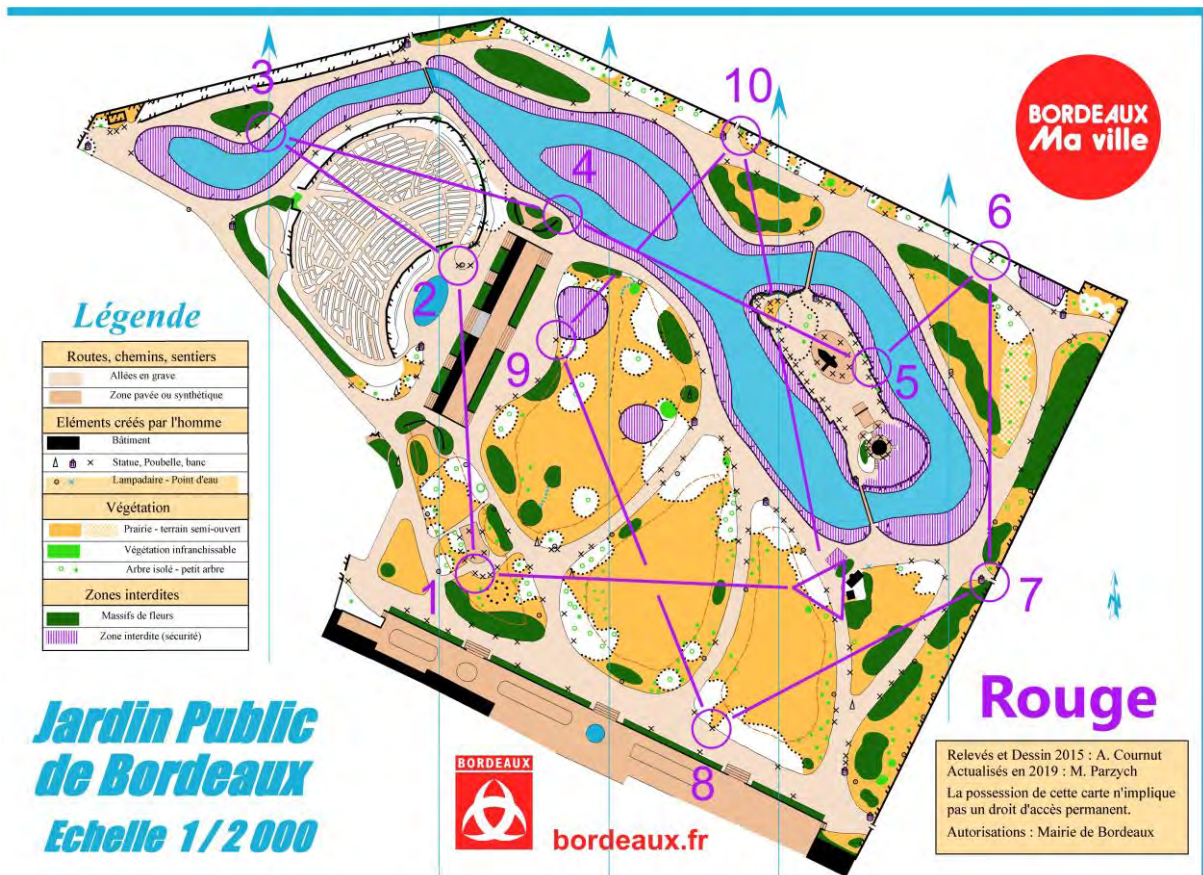 3
10
BORDEAUX
Ma ville
4
6
2
Légende
Routes, chemins, sentiers
Allées en grave
Zone pavée ou synthétique
Eléments créés par l'homme
Bâtiment
Statue, Poubelle, banc
Lampadaire - Point d'eau
Végétation
Prairie - terrain semi-ouvert
Végétation infranchissable
Arbre isolé - petit arbre
Zones interdites
Massifs de fleurs
Zone interdite (sécurité)
9
5
1
7
8
Rouge
Jardin Public
de Bordeaux
Echelle 1/2 000
BORDEAUX
bordeaux.fr
Relevés et Dessin 2015 : A. Cournut
Actualisés en 2019 : M. Parzych
La possession de cette carte n'implique
pas un droit d'accès permanent.
Autorisations : Mairie de Bordeaux